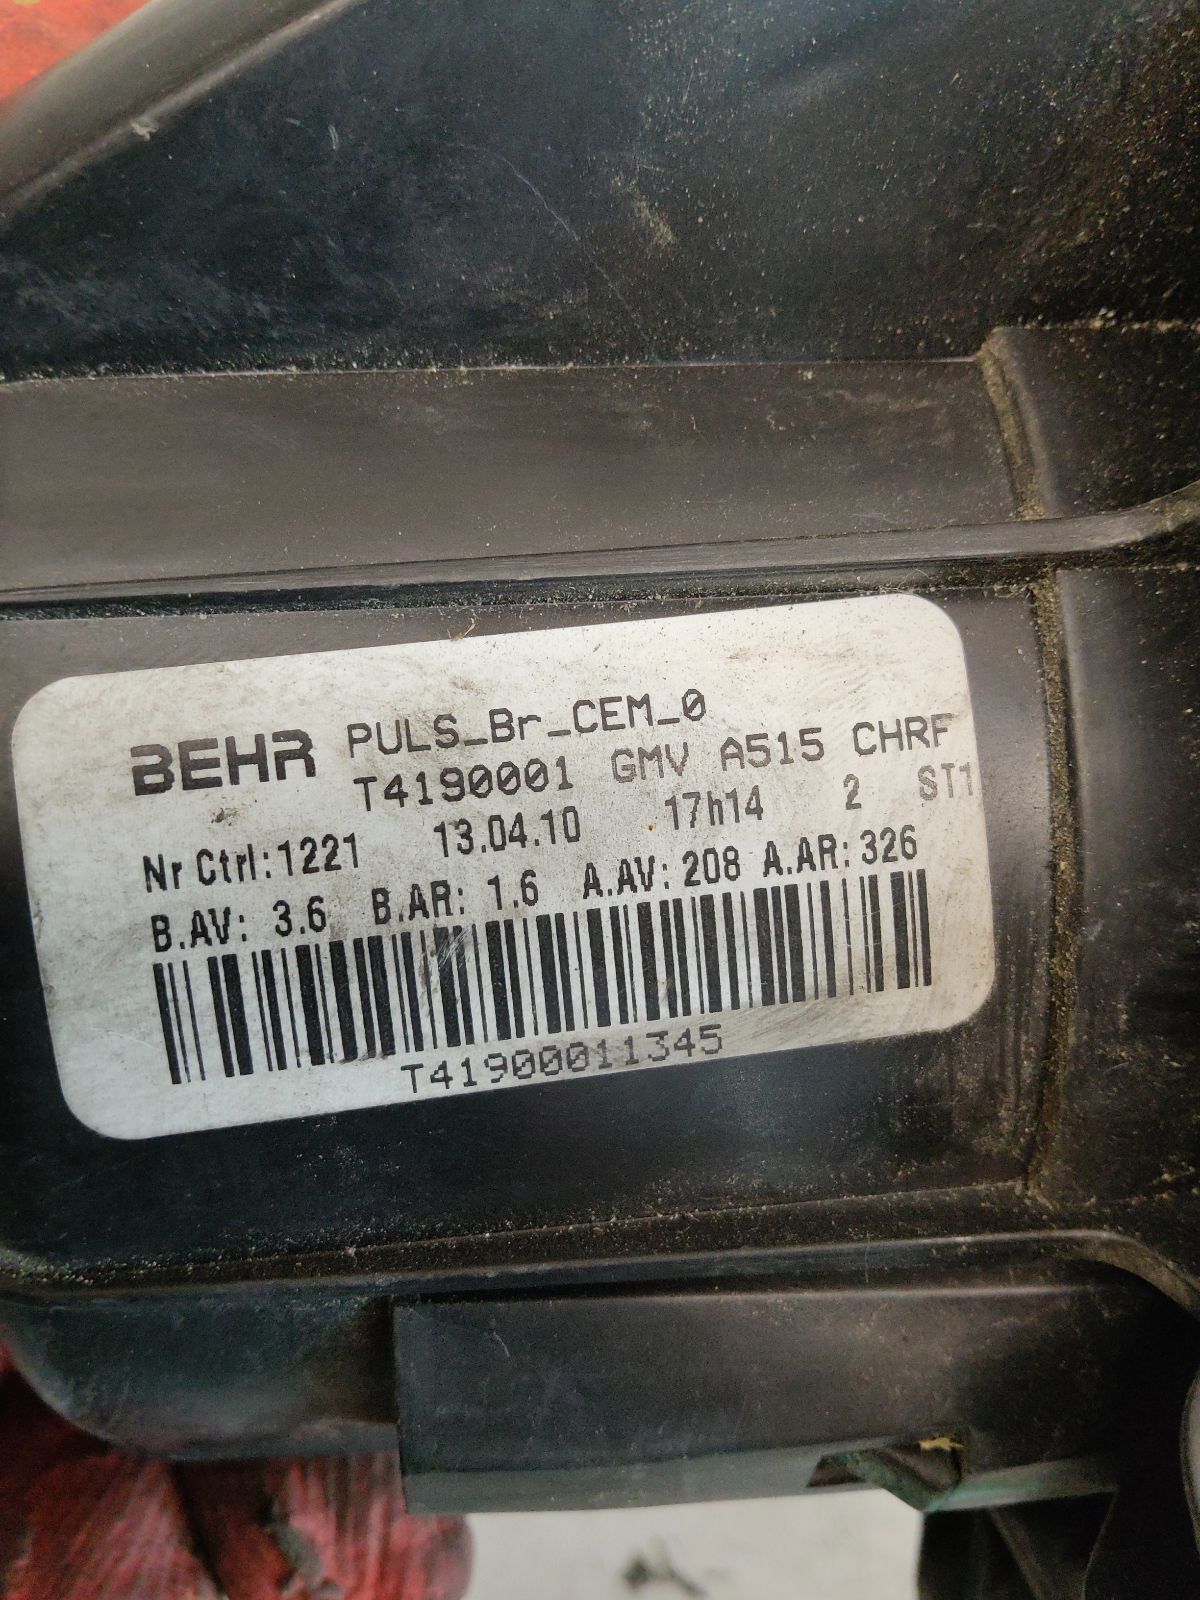 BEHR PULS_Br_CEM_0
T4190001 GMV A515 CHRF
Nr Ctrl:1221 13.04.10 17h14 2 ST1
B.AV: 3.6 B.AR: 1.6 A.AV: 208 A.AR: 326
T41900011345